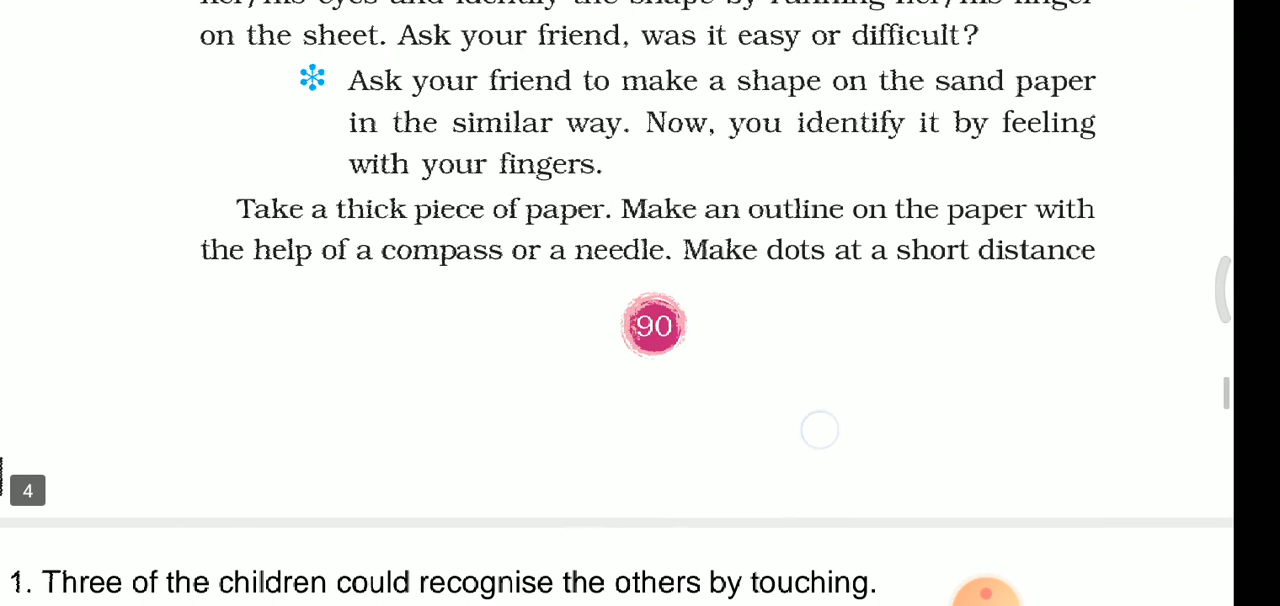 on the sheet. Ask your friend, was it easy or difficult?
Ask your friend to make a shape on the sand paper
in the similar way. Now, you identify it by feeling
with your fingers.
Take a thick piece of paper. Make an outline on the paper with
the help of a compass or a needle. Make dots at a short distance
90
4
1. Three of the children could recognise the others by touching.